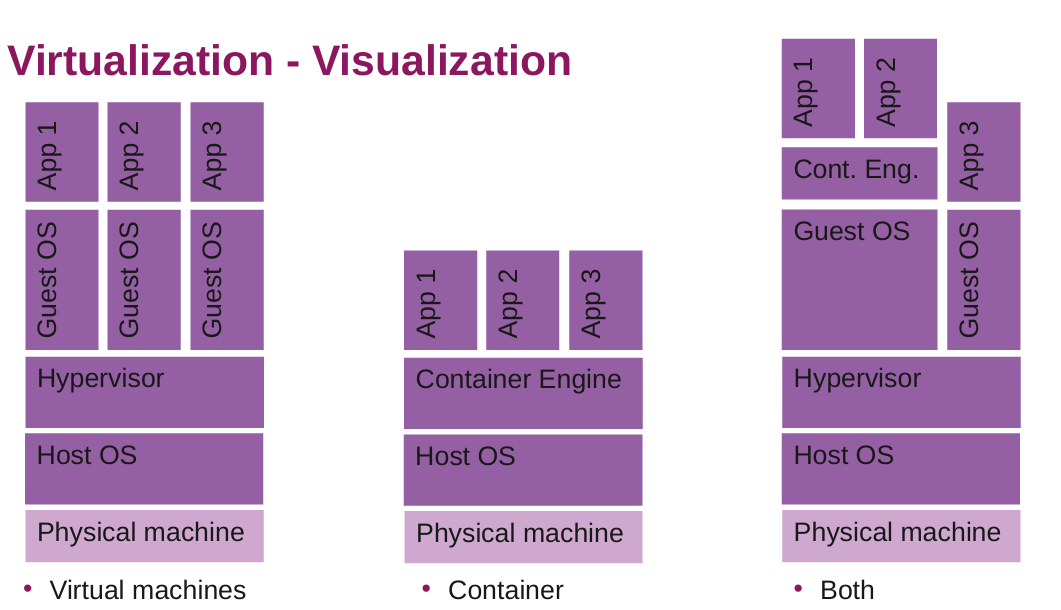 Virtualization - Visualization
App 1
App 2
App 3
Guest OS
Guest OS
Guest OS
Hypervisor
Host OS
Physical machine
• Virtual machines
App 1
App 2
App 3
Container Engine
Host OS
Physical machine
• Container
App 1
App 2
Cont. Eng.
Guest OS
App 3
Guest OS
Hypervisor
Host OS
Physical machine
• Both